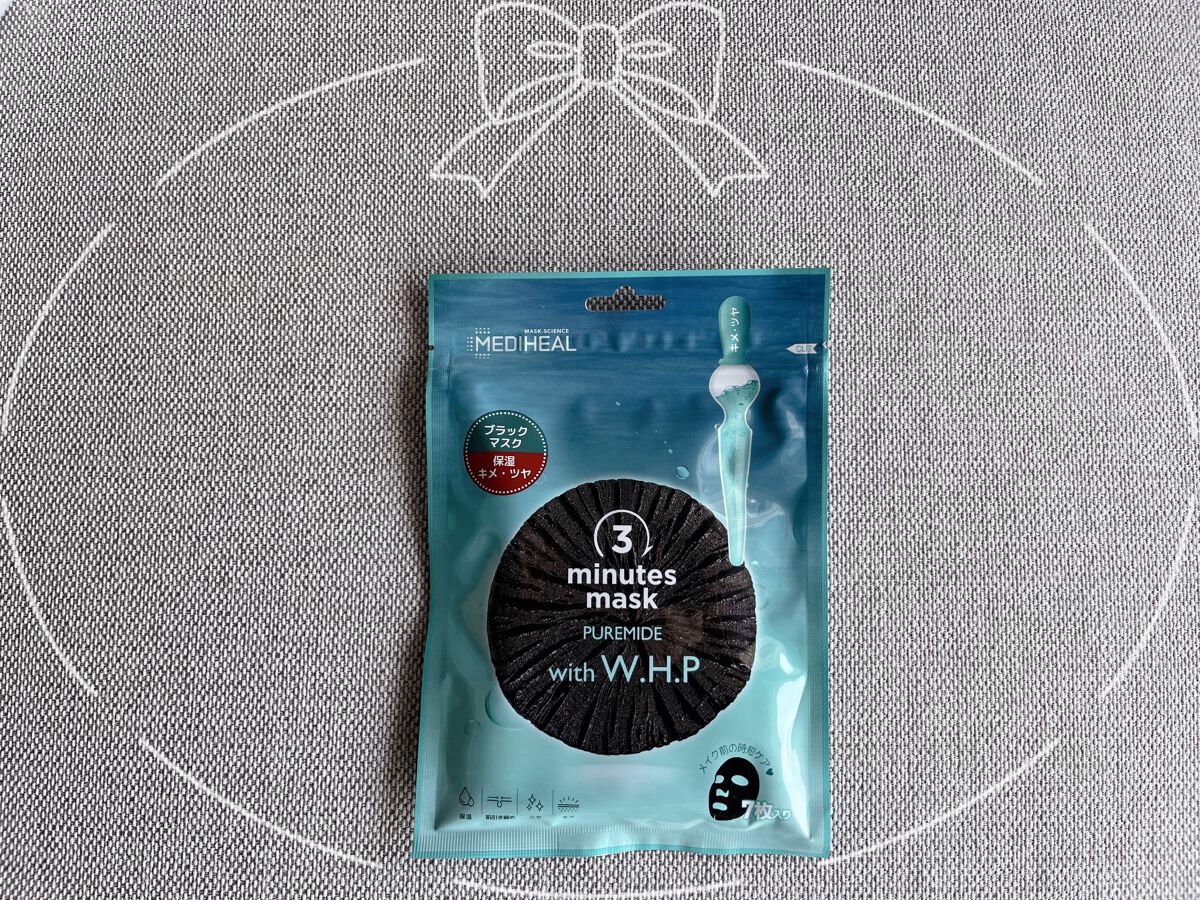 MASK SCIENCE
MEDIHEAL
キメ・ツヤ
ブラック
マスク
保湿
キメ・ツヤ
3
minutes
mask
PUREMIDE
with W.H.P
メイク前の時短ケア♥
7枚入り
保湿
ツヤ
キメ